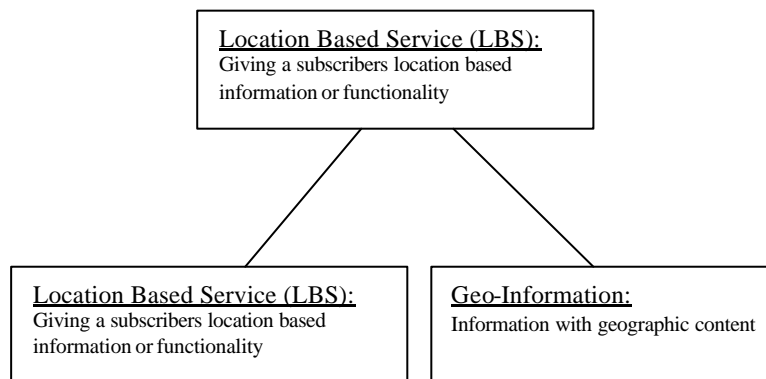 Location Based Service (LBS):
Giving a subscribers location based
information or functionality
Location Based Service (LBS):
Giving a subscribers location based
information or functionality
Geo-Information:
Information with geographic content